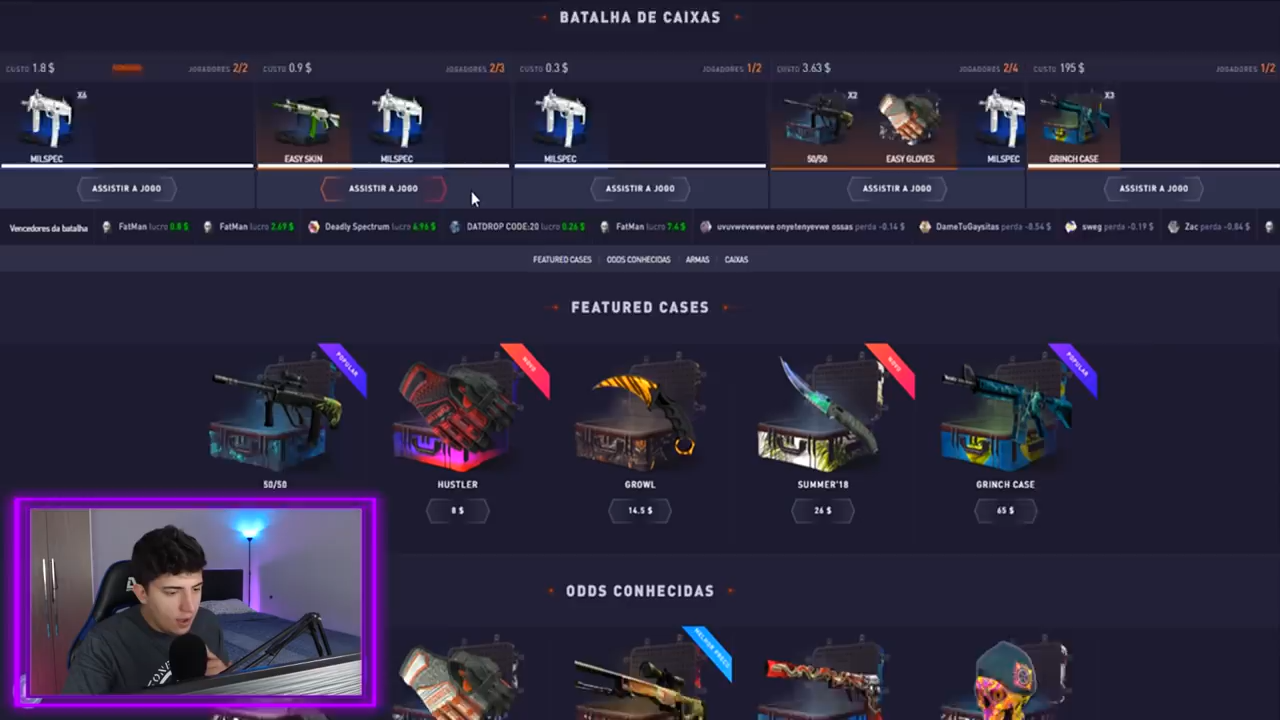 BATALHA DE CAIXAS
CUSTO 1.8 $ JOGADORES 2/2 CUSTO 0.9 $ JOGADORES 2/3 CUSTO 0.3 $ JOGADORES 1/2 CUSTO 3.63 $ JOGADORES 2/4 CUSTO 195 $ JOGADORES 1/2
X6 X2 X3
MILSPEC EASY SKIN MILSPEC MILSPEC 50/50 EASY GLOVES MILSPEC GRINCH CASE
ASSISTIR A JOGO ASSISTIR A JOGO ASSISTIR A JOGO ASSISTIR A JOGO ASSISTIR A JOGO
Vencedores da batalha FatMan lucro 0.8 $ FatMan lucro 2.69 $ Deadly Spectrum lucro 6.96 $ DATDROP CODE:20 lucro 0.26 $ FatMan lucro 7.4 $ uvuvwevwevwe onyetenyevwe ossas perda -0.14 $ DameTuGaysitas perda -8.54 $ sweg perda -0.19 $ Zac perda -0.84 $
FEATURED CASES ODDS CONHECIDAS ARMAS CAIXAS
FEATURED CASES
POPULAR NOVO NOVO POPULAR
50/50 HUSTLER GROWL SUMMER'18 GRINCH CASE
8 $ 14.5 $ 26 $ 65 $
ODDS CONHECIDAS
MELHOR PREÇO